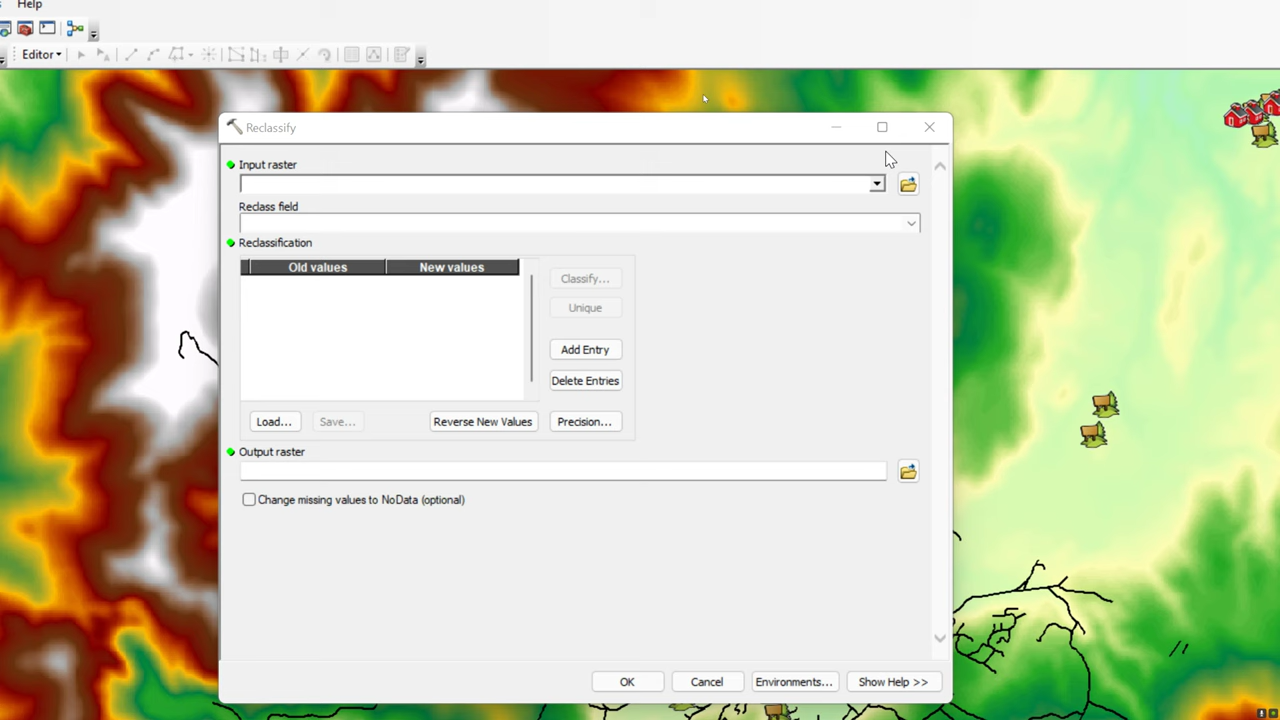 Help
Editor
Reclassify
Input raster
Reclass field
Reclassification
Old values New values
Classify...
Unique
Add Entry
Delete Entries
Load... Save... Reverse New Values Precision...
Output raster
Change missing values to NoData (optional)
OK Cancel Environments... Show Help >>